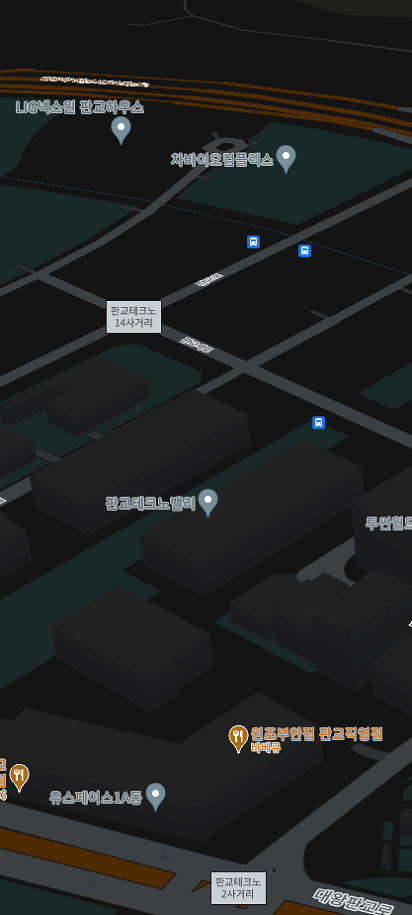 LIG넥스원 판교하우스
차바이오컴플렉스
판교테크노
14사거리
판교테크노밸리
투썬월드
원조부안집 판교직영점
바베큐
유스페이스1A동
판교테크노
2사거리
대왕판교로